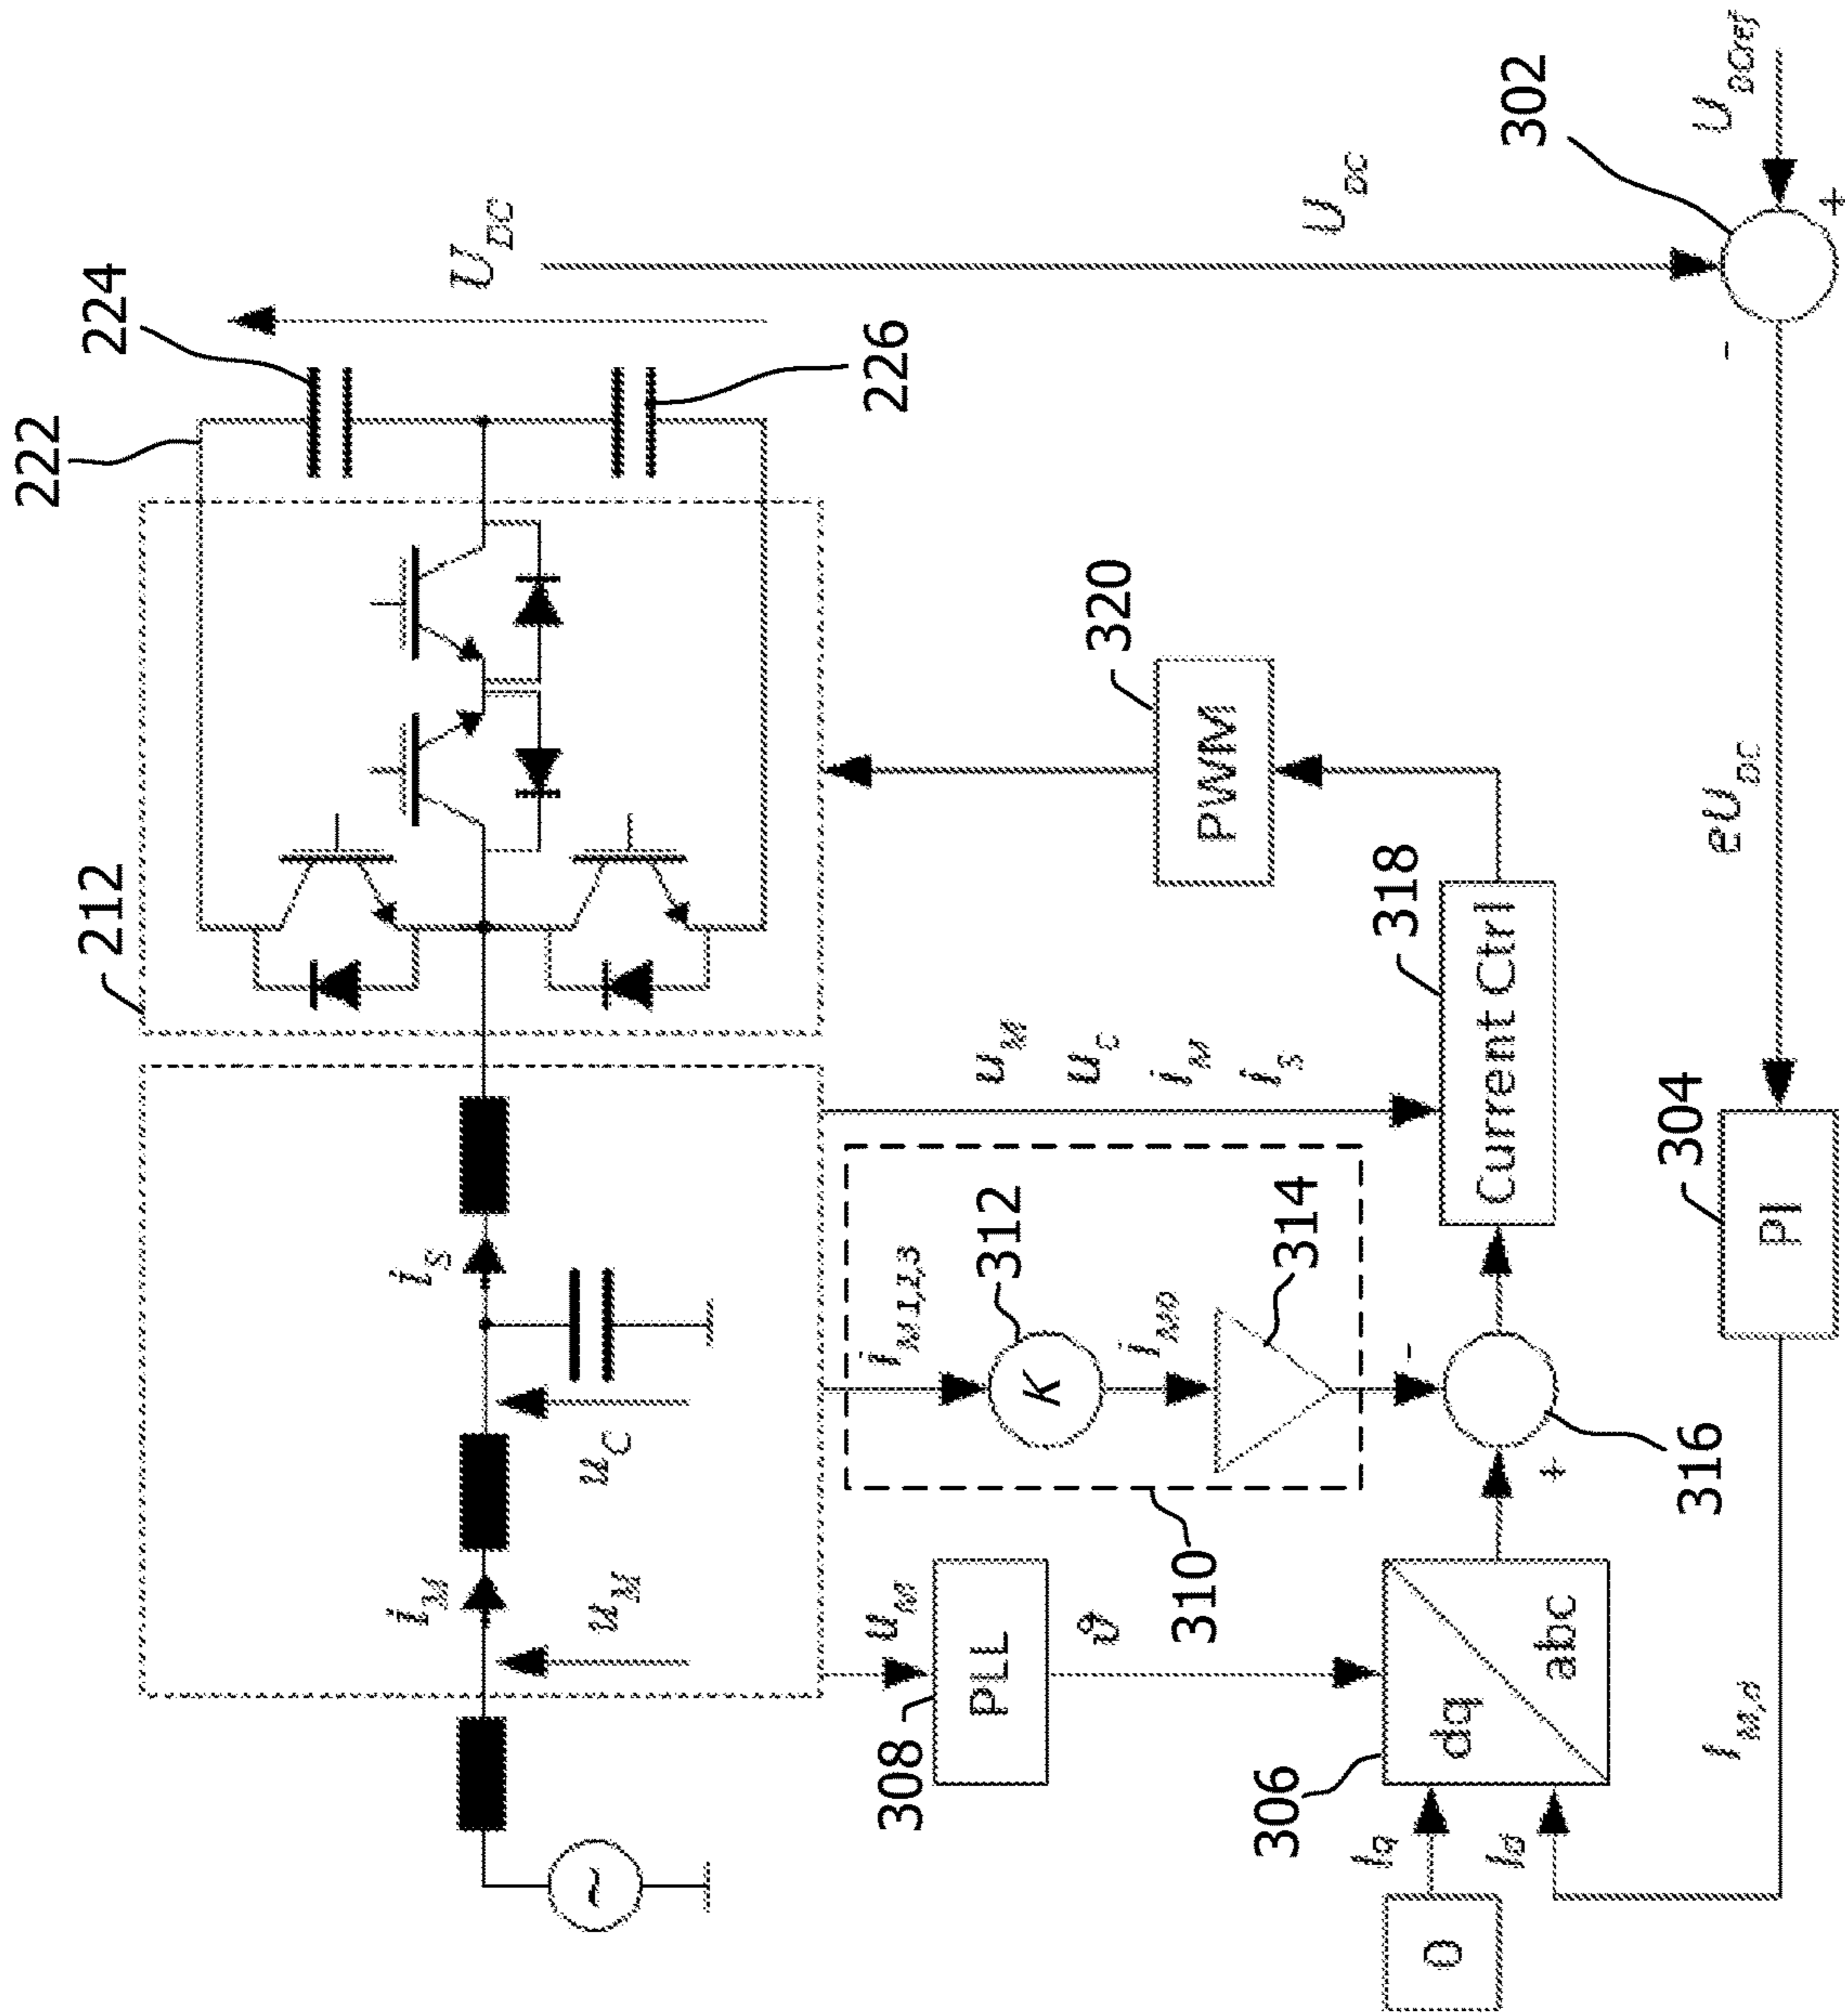 222
224
212
U_DC
226
i_M
i_S
u_M
u_C
~
U_DC
320
PWM
u_M
u_C
i_M
i_S
i_M1,2,3
312
K
i_M0
314
310
u_M
308
PLL
ϑ
318
Current Ctrl
302
U_DCref
+
-
eU_DC
304
PI
-
+
316
306
dq
abc
I_q
I_d
0
I_M,d